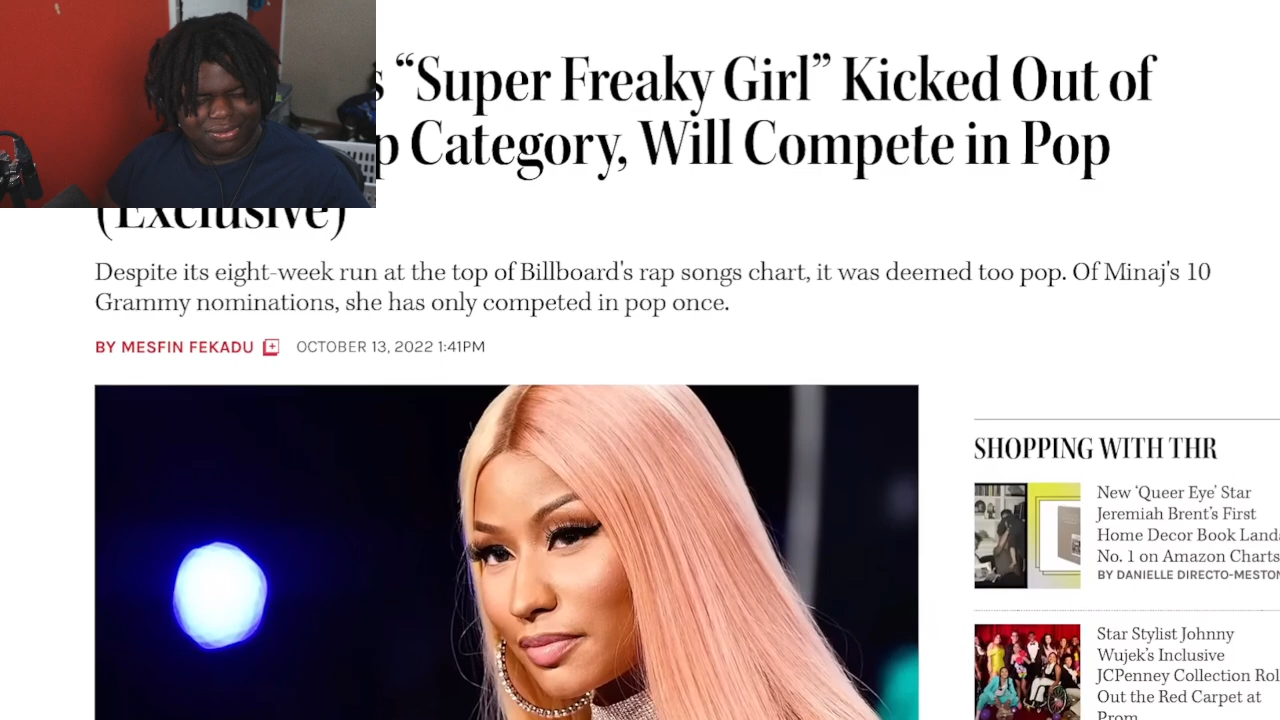 “Super Freaky Girl” Kicked Out of
Category, Will Compete in Pop
(Exclusive)
Despite its eight-week run at the top of Billboard's rap songs chart, it was deemed too pop. Of Minaj's 10
Grammy nominations, she has only competed in pop once.
BY MESFIN FEKADU
OCTOBER 13, 2022 1:41PM
SHOPPING WITH THR
New ‘Queer Eye’ Star
Jeremiah Brent’s First
Home Decor Book Land
No. 1 on Amazon Charts
BY DANIELLE DIRECTO-MESTON
Star Stylist Johnny
Wujek’s Inclusive
JCPenney Collection Rol
Out the Red Carpet at
Prom